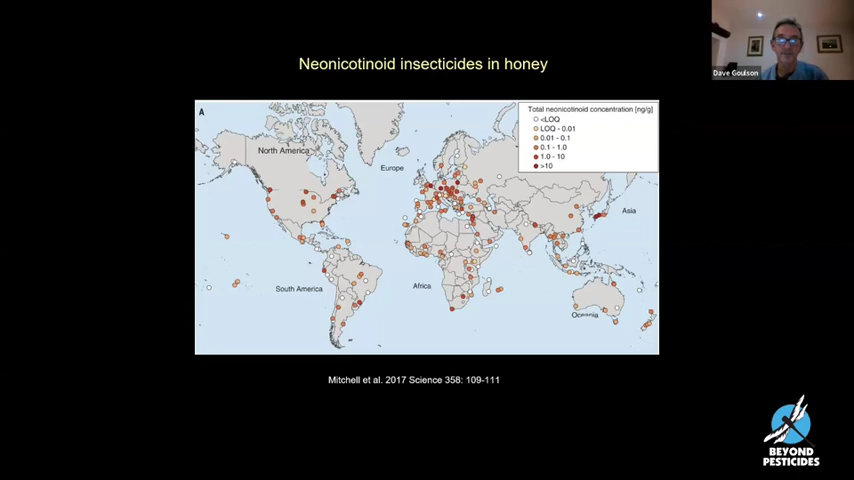 Dave Goulson
Neonicotinoid insecticides in honey
A
Total neonicotinoid concentration [ng/g]
<LOQ
LOQ - 0.01
0.01 - 0.1
0.1 - 1.0
1.0 - 10
>10
North America
Europe
Asia
South America
Africa
Oceania
Mitchell et al. 2017 Science 358: 109-111
BEYOND
PESTICIDES